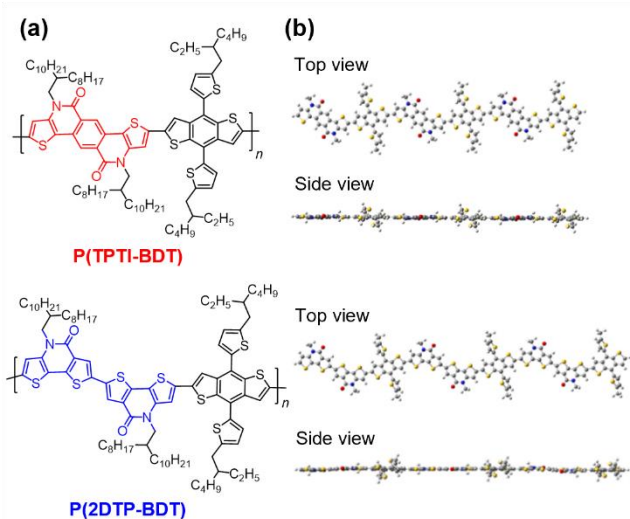 (a)
(b)
C4H9
C2H5
C10H21
C8H17
N
O
S
S
S
S
n
S
S
O
N
S
C8H17
C10H21
C2H5
C4H9
P(TPTI-BDT)
Top view
Side view
C4H9
C2H5
C10H21
C8H17
N
O
S
S
S
S
S
S
n
S
S
O
N
C8H17
C10H21
C4H9
C2H5
P(2DTP-BDT)
Top view
Side view